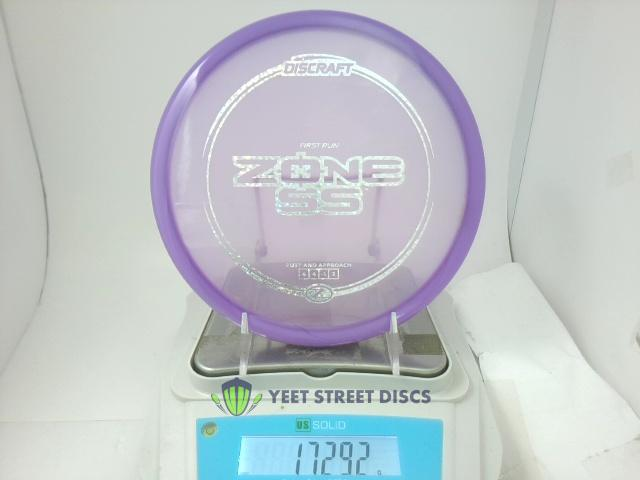 DISCRAFT
FIRST RUN
ZONE
SS
PUTT AND APPROACH
Z
YEET STREET DISCS
US SOLID
172.92 g